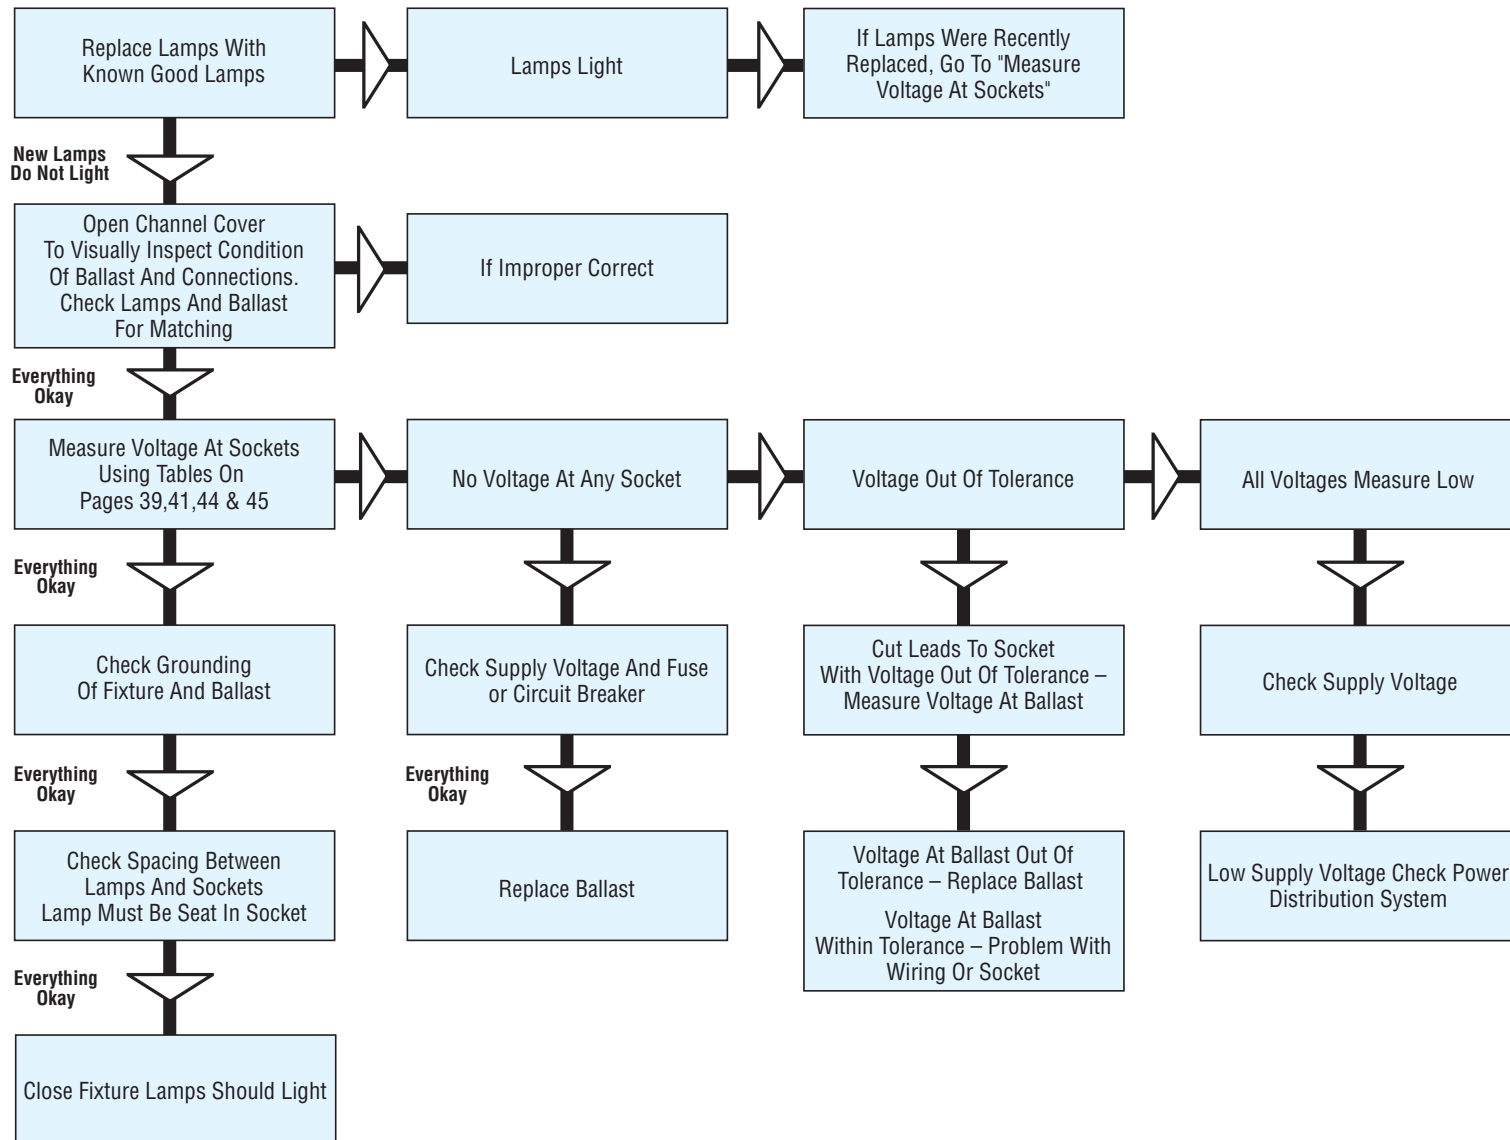 Replace Lamps With
Known Good Lamps
Lamps Light
If Lamps Were Recently
Replaced, Go To "Measure
Voltage At Sockets"
New Lamps
Do Not Light
Open Channel Cover
To Visually Inspect Condition
Of Ballast And Connections.
Check Lamps And Ballast
For Matching
If Improper Correct
Everything
Okay
Measure Voltage At Sockets
Using Tables On
Pages 39,41,44 & 45
No Voltage At Any Socket
Voltage Out Of Tolerance
All Voltages Measure Low
Everything
Okay
Check Grounding
Of Fixture And Ballast
Check Supply Voltage And Fuse
or Circuit Breaker
Cut Leads To Socket
With Voltage Out Of Tolerance –
Measure Voltage At Ballast
Check Supply Voltage
Everything
Okay
Everything
Okay
Check Spacing Between
Lamps And Sockets
Lamp Must Be Seat In Socket
Replace Ballast
Voltage At Ballast Out Of
Tolerance – Replace Ballast
Voltage At Ballast
Within Tolerance – Problem With
Wiring Or Socket
Low Supply Voltage Check Power
Distribution System
Everything
Okay
Close Fixture Lamps Should Light